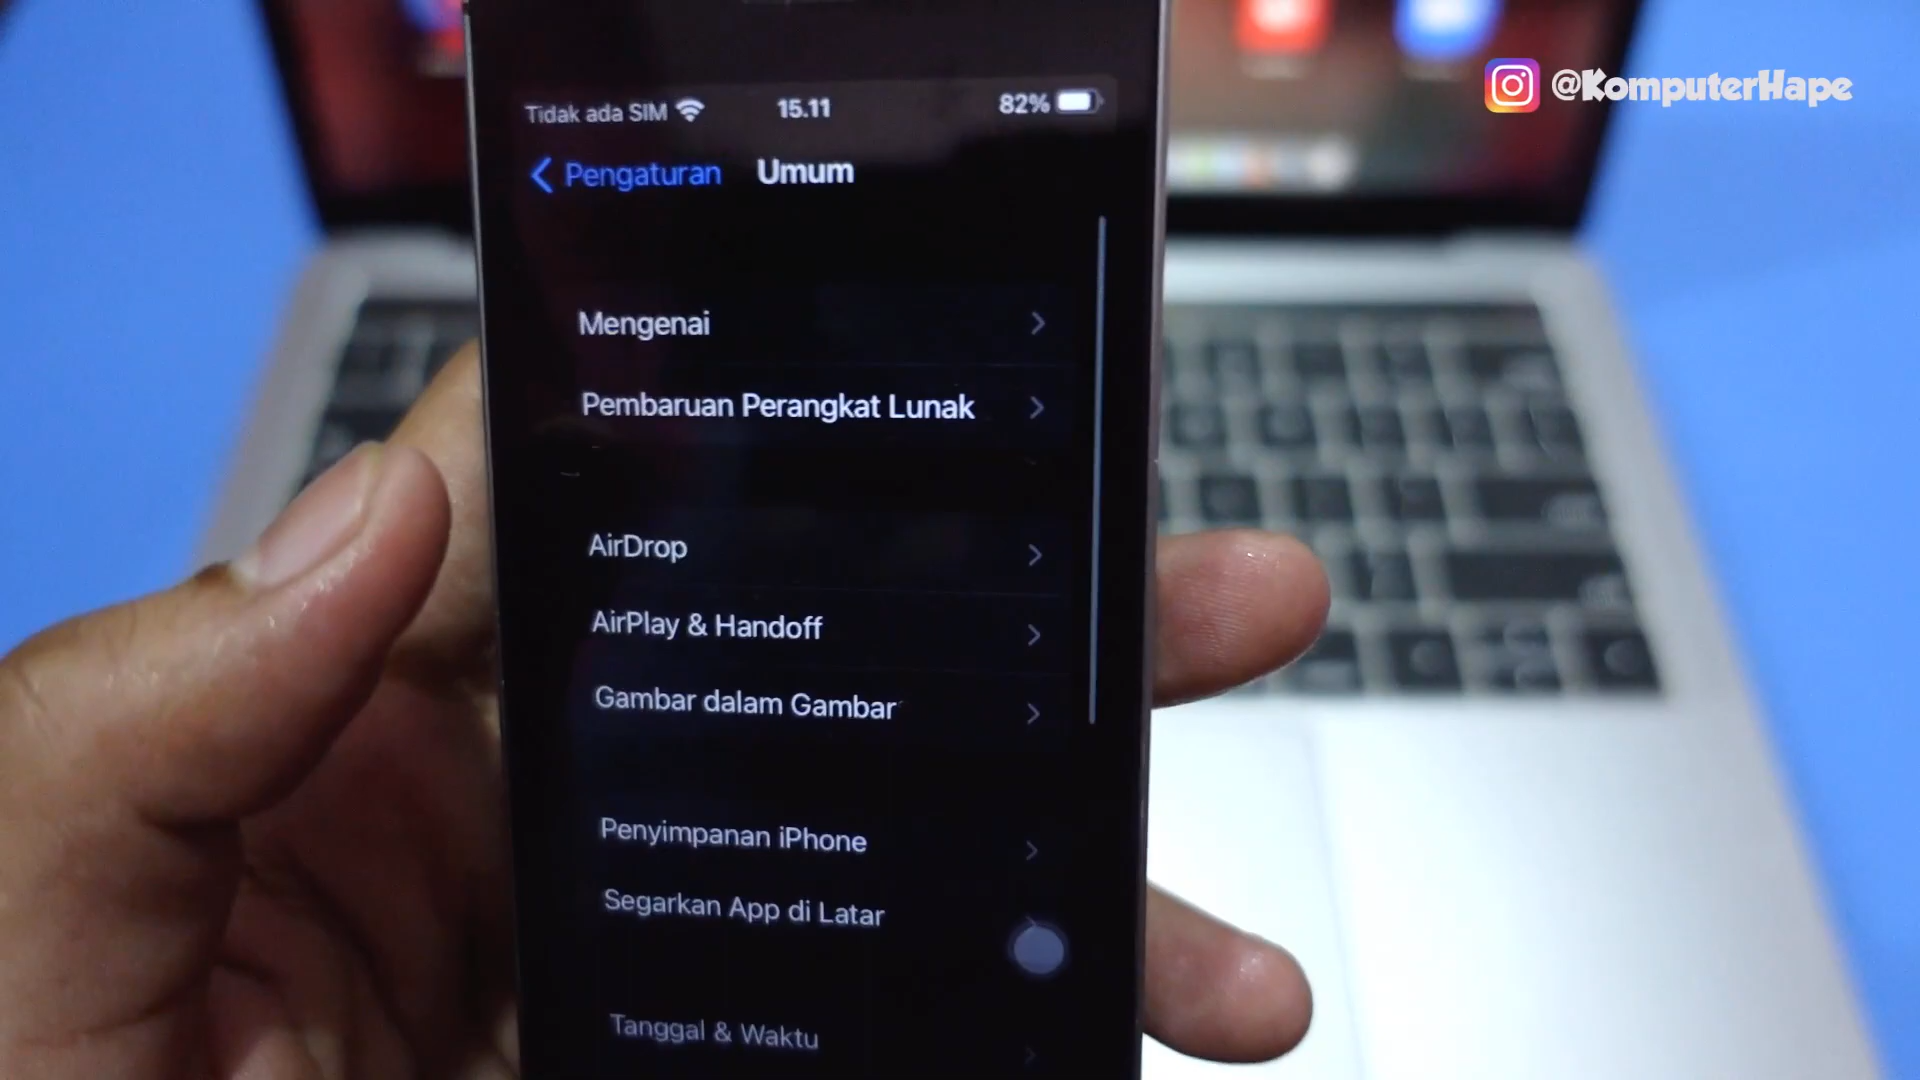 @KomputerHape
Tidak ada SIM 15.11 82%
Pengaturan Umum
Mengenai
Pembaruan Perangkat Lunak
AirDrop
AirPlay & Handoff
Gambar dalam Gambar
Penyimpanan iPhone
Segarkan App di Latar
Tanggal & Waktu